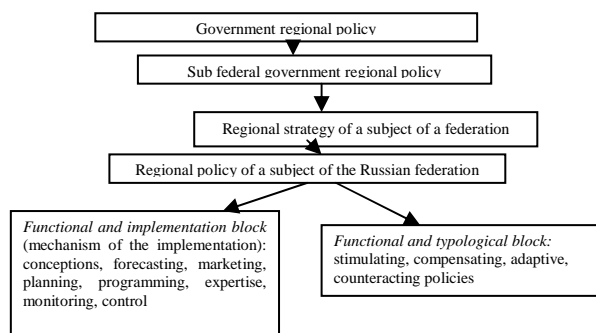 Government regional policy
Sub federal government regional policy
Regional strategy of a subject of a federation
Regional policy of a subject of the Russian federation
Functional and implementation block
(mechanism of the implementation):
conceptions, forecasting, marketing,
planning, programming, expertise,
monitoring, control
Functional and typological block:
stimulating, compensating, adaptive,
counteracting policies